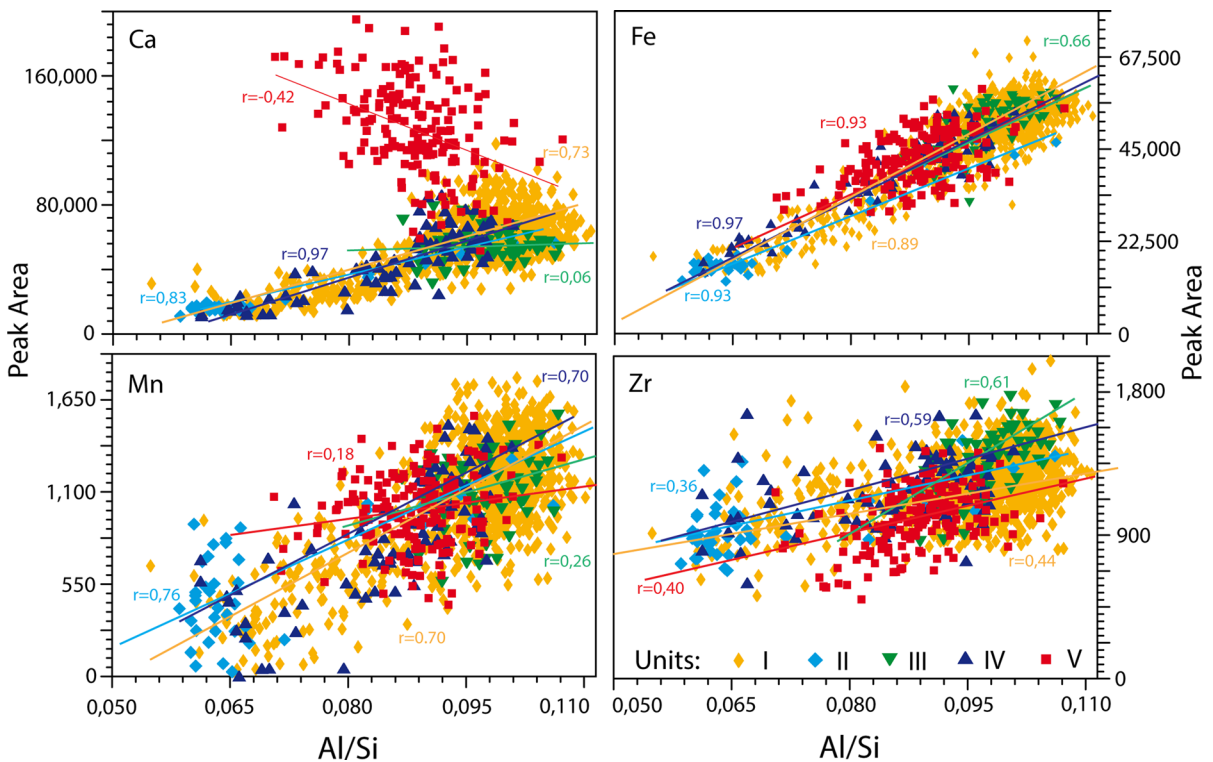 Ca
160,000
80,000
0
r=-0,42
r=0,73
r=0,97
r=0,83
r=0,06
Peak Area
Fe
67,500
45,000
22,500
0
r=0.66
r=0.93
r=0.97
r=0.89
r=0.93
Peak Area
Mn
1,650
1,100
550
0
r=0,70
r=0,18
r=0,26
r=0,76
r=0.70
0,050 0,065 0,080 0,095 0,110
Al/Si
Zr
1.800
900
0
r=0,61
r=0,59
r=0,36
r=0,44
r=0,40
Units: I II III IV V
0,050 0,065 0,080 0,095 0,110
Al/Si